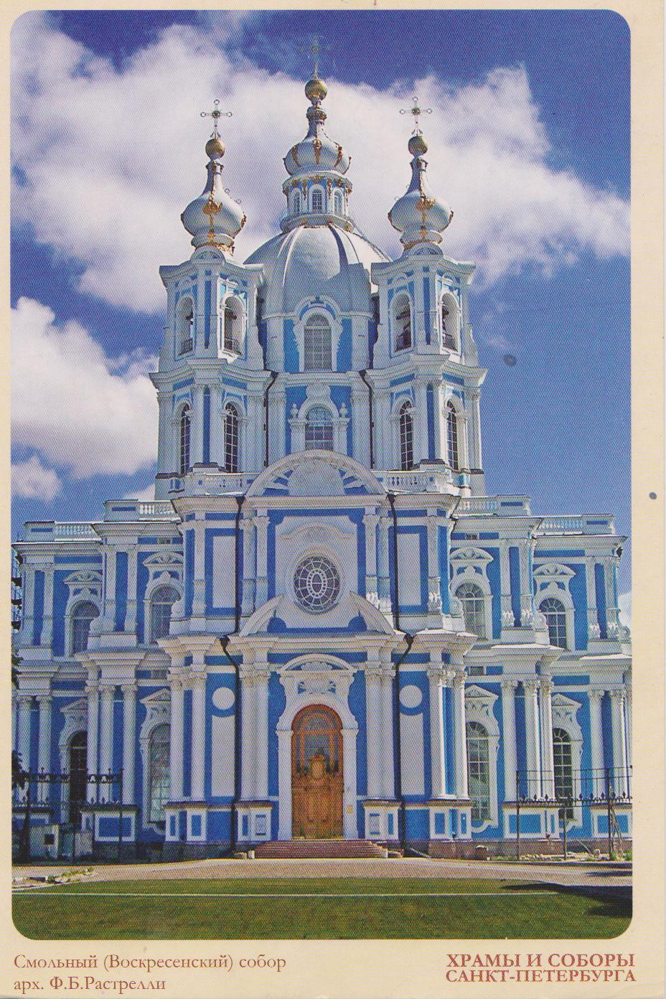 Смольный (Воскресенский) собор
арх. Ф.Б.Растрелли
ХРАМЫ И СОБОРЫ
САНКТ-ПЕТЕРБУРГА